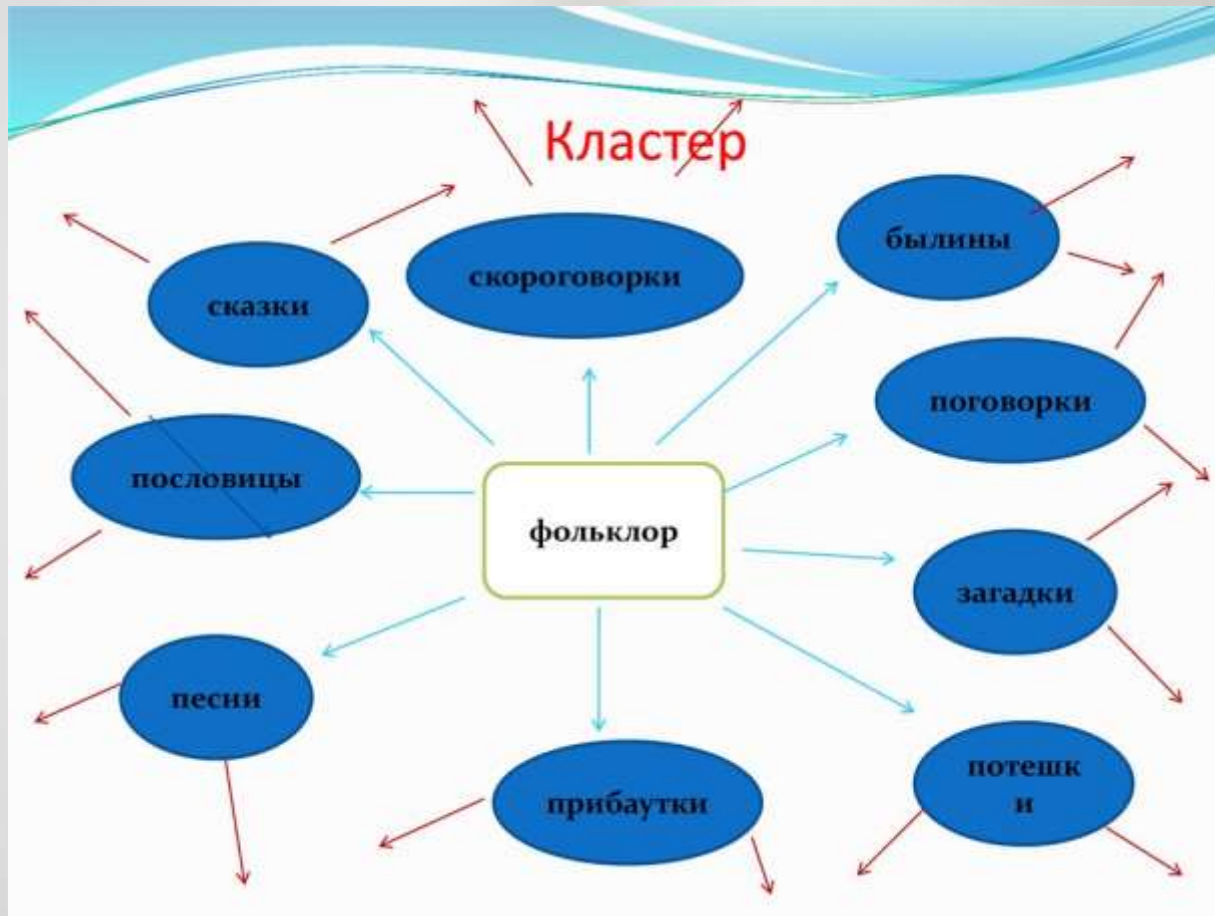 Кластер
былины
скороговорки
сказки
поговорки
пословицы
фольклор
загадки
песни
потешк
и
прибаутки